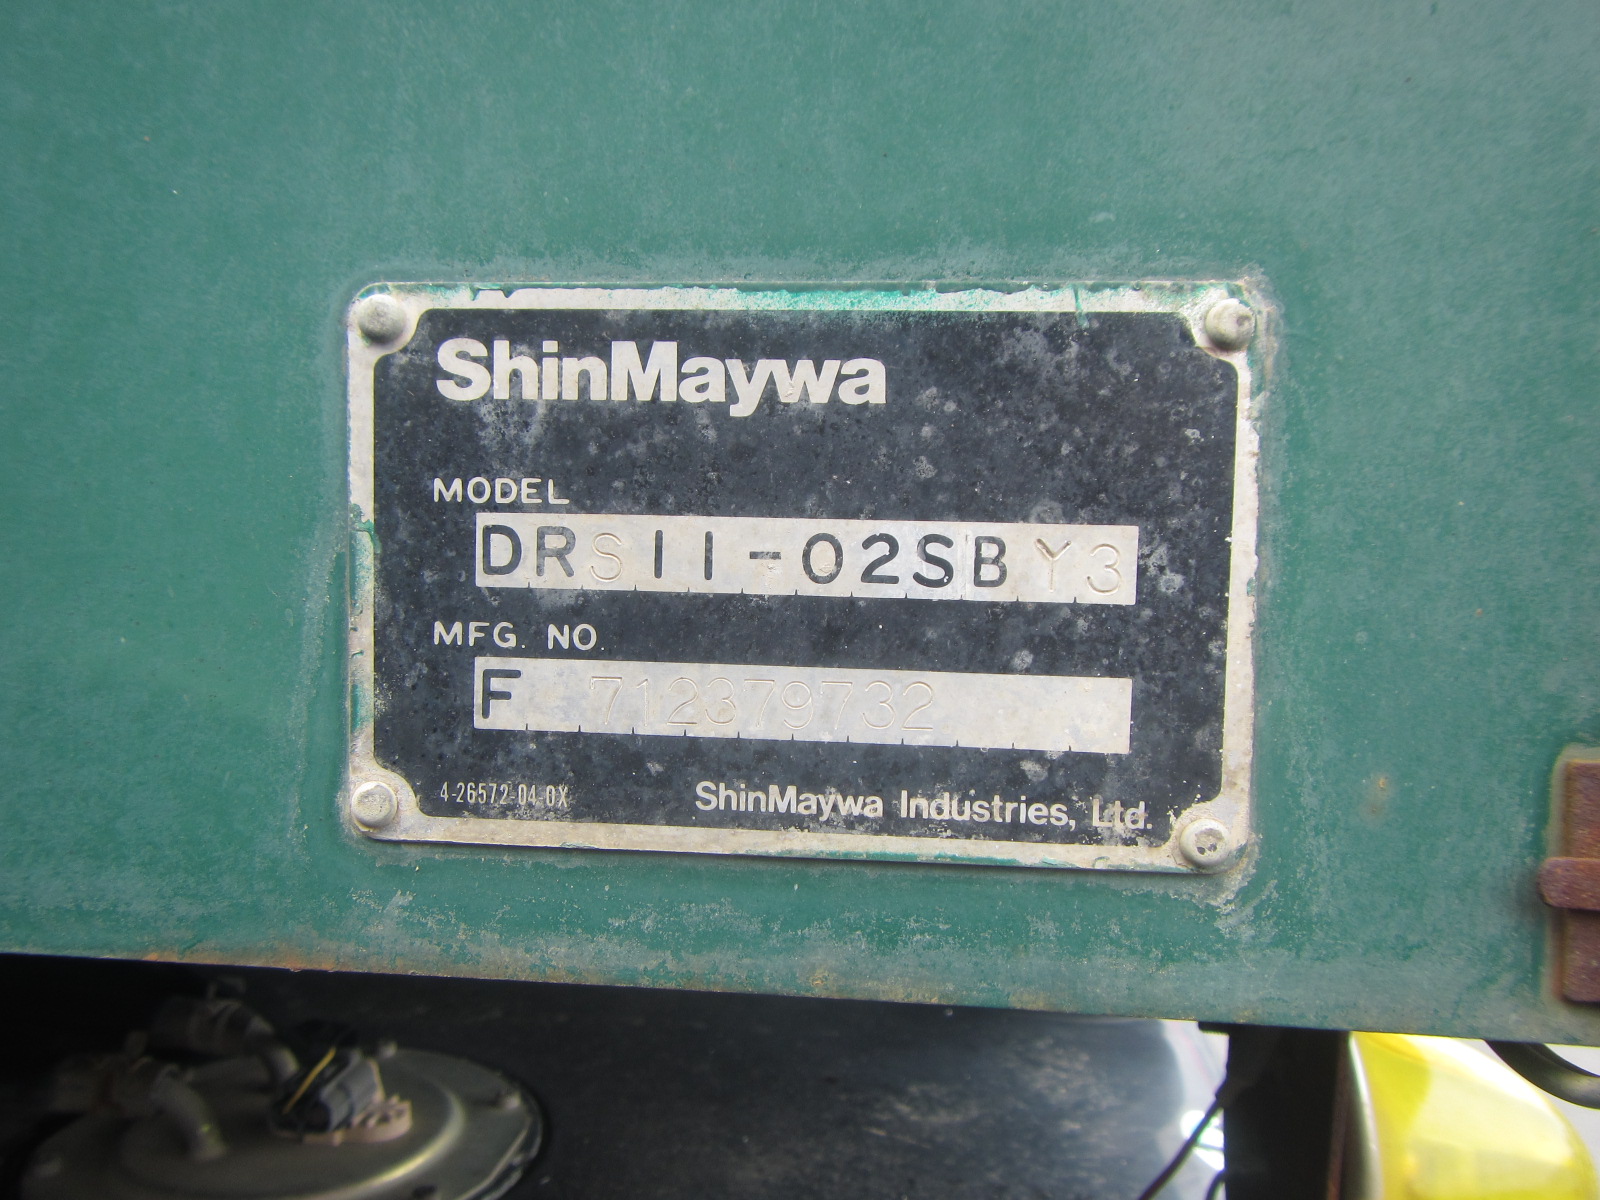 ShinMaywa
MODEL
DRS11-02SBY3
MFG. NO.
F 712379732
4-26572-04-0X
ShinMaywa Industries, Ltd.